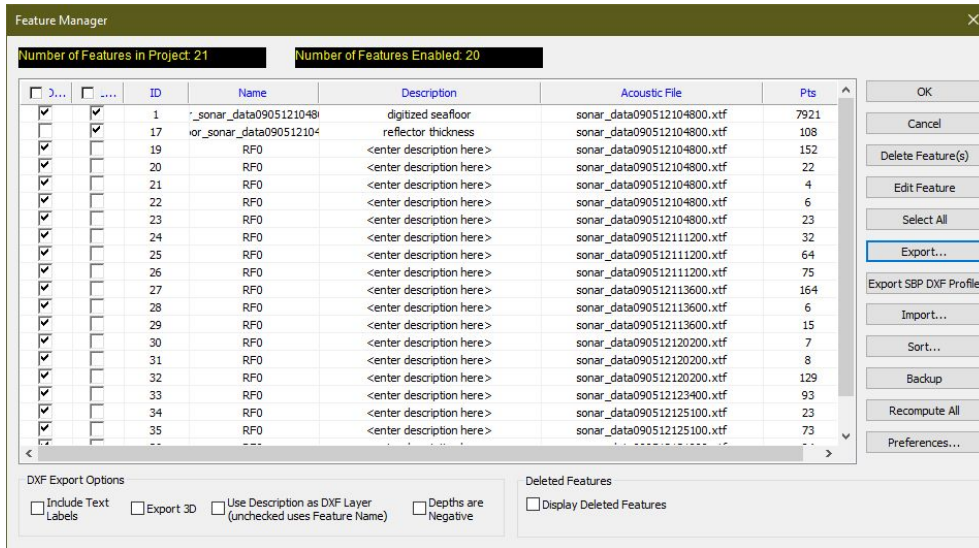 Feature Manager
Number of Features in Project: 21 Number of Features Enabled: 20
ID Name Description Acoustic File Pts
1 r_sonar_data0905121048 digitized seafloor sonar_data090512104800.xtf 7921
17 or_sonar_data090512104 reflector thickness sonar_data090512104800.xtf 108
19 RF0 <enter description here> sonar_data090512104800.xtf 152
20 RF0 <enter description here> sonar_data090512104800.xtf 22
21 RF0 <enter description here> sonar_data090512104800.xtf 4
22 RF0 <enter description here> sonar_data090512104800.xtf 6
23 RF0 <enter description here> sonar_data090512104800.xtf 23
24 RF0 <enter description here> sonar_data090512111200.xtf 32
25 RF0 <enter description here> sonar_data090512111200.xtf 64
26 RF0 <enter description here> sonar_data090512111200.xtf 75
27 RF0 <enter description here> sonar_data090512113600.xtf 164
28 RF0 <enter description here> sonar_data090512113600.xtf 6
29 RF0 <enter description here> sonar_data090512113600.xtf 15
30 RF0 <enter description here> sonar_data090512120200.xtf 7
31 RF0 <enter description here> sonar_data090512120200.xtf 8
32 RF0 <enter description here> sonar_data090512120200.xtf 129
33 RF0 <enter description here> sonar_data090512123400.xtf 93
34 RF0 <enter description here> sonar_data090512125100.xtf 23
35 RF0 <enter description here> sonar_data090512125100.xtf 73
OK
Cancel
Delete Feature(s)
Edit Feature
Select All
Export...
Export SBP DXF Profile
Import...
Sort...
Backup
Recompute All
Preferences...
DXF Export Options
Include Text Labels
Export 3D
Use Description as DXF Layer
(unchecked uses Feature Name)
Depths are Negative
Deleted Features
Display Deleted Features